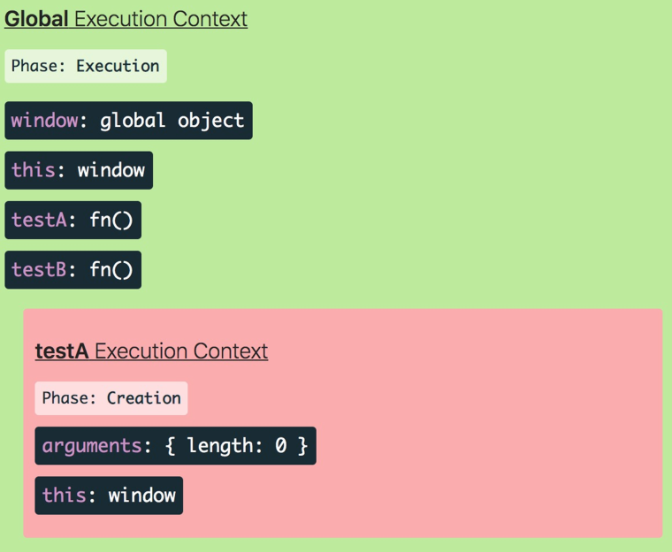 Global Execution Context
Phase: Execution
window: global object
this: window
testA: fn()
testB: fn()
testA Execution Context
Phase: Creation
arguments: { length: 0 }
this: window